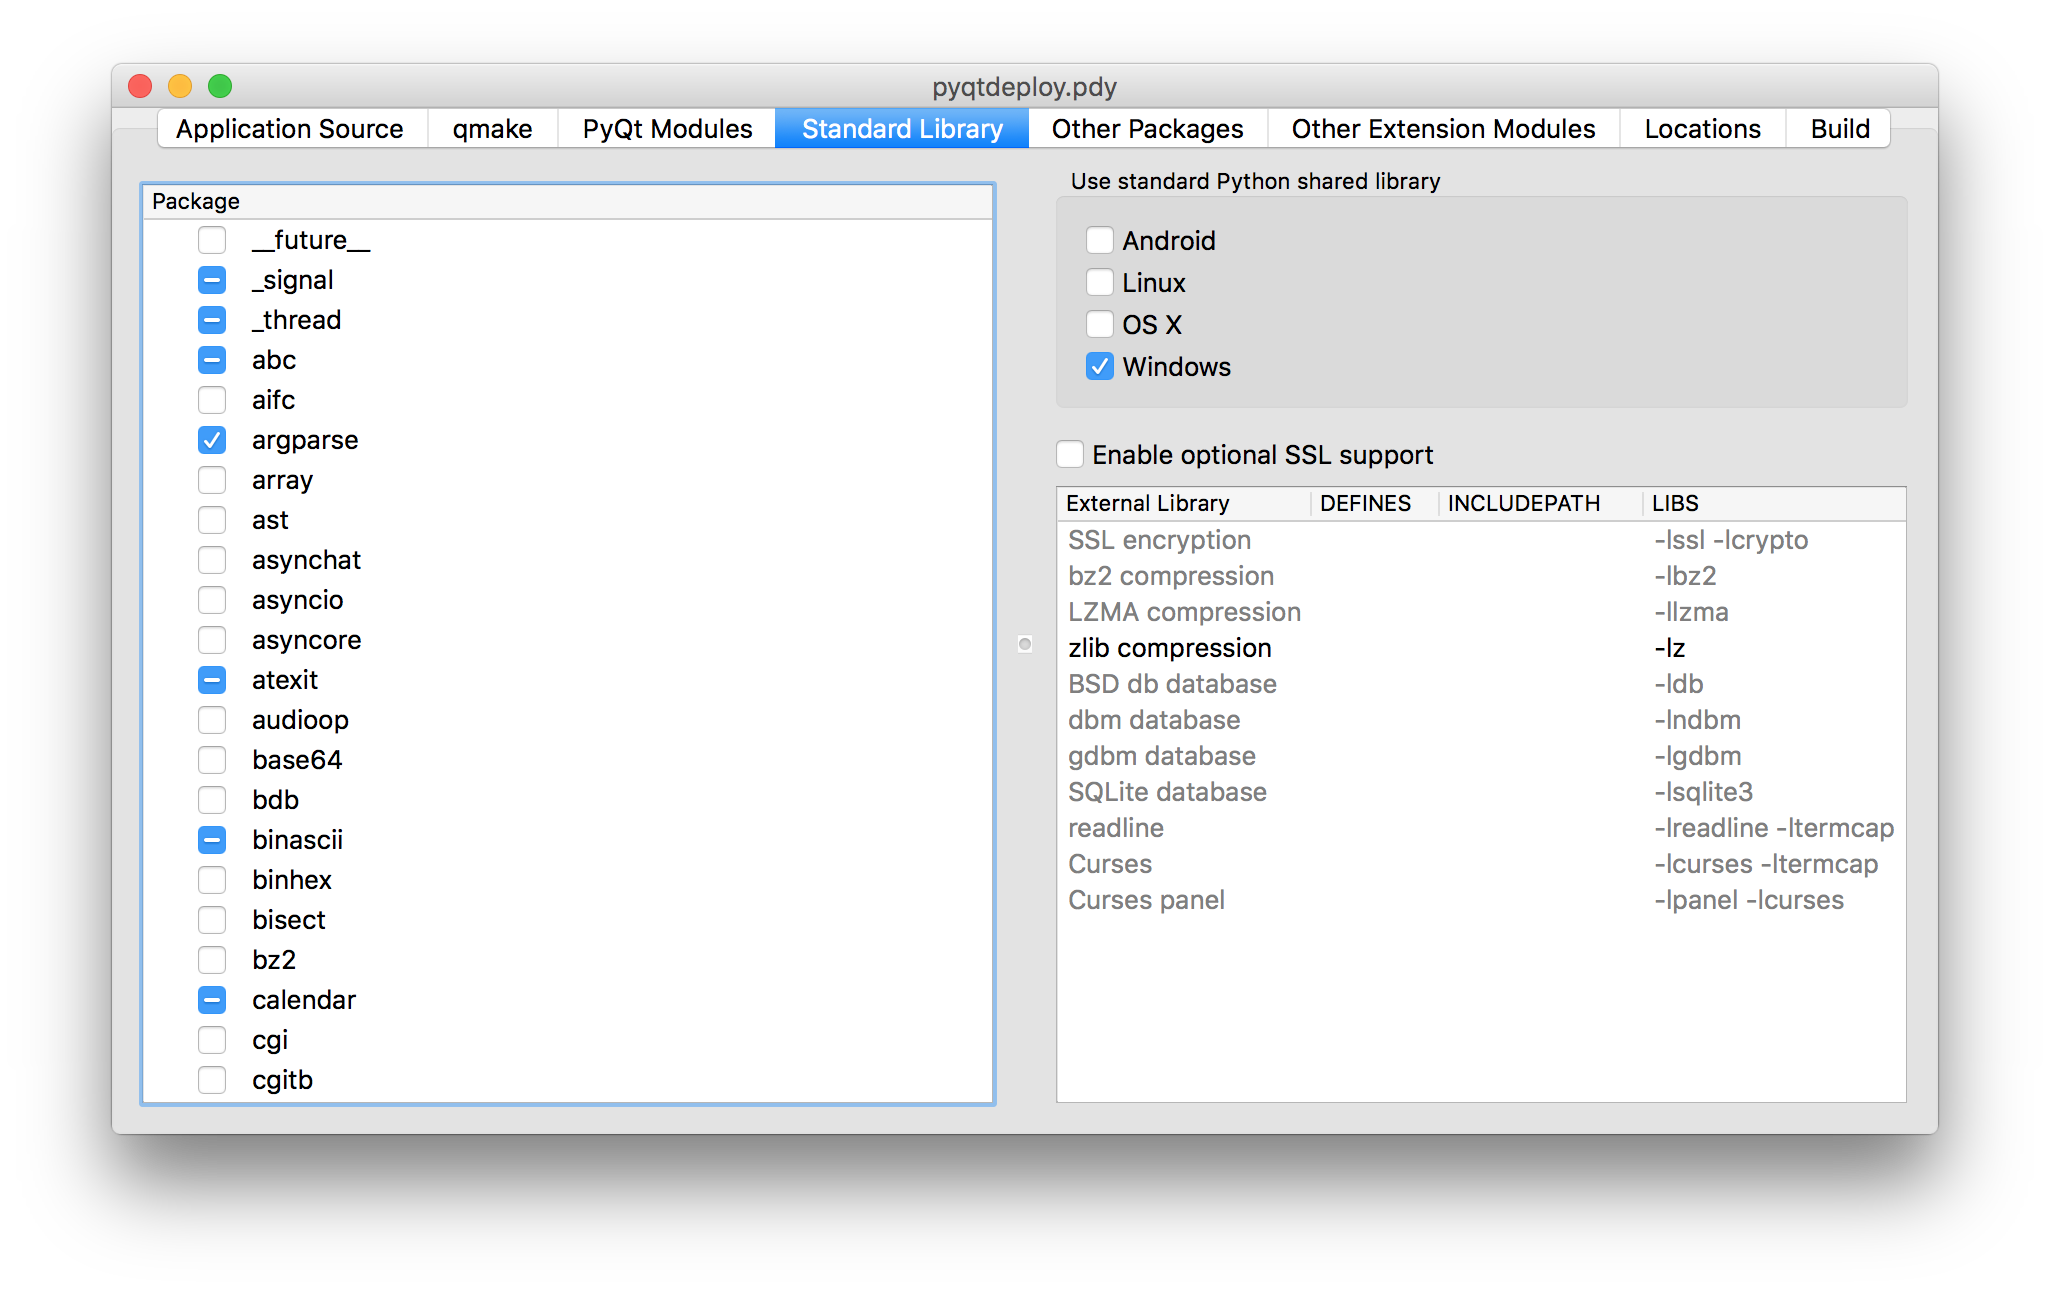 pyqtdeploy.pdy
Application Source qmake PyQt Modules Standard Library Other Packages Other Extension Modules Locations Build
Package
__future__
_signal
_thread
abc
aifc
argparse
array
ast
asynchat
asyncio
asyncore
atexit
audioop
base64
bdb
binascii
binhex
bisect
bz2
calendar
cgi
cgitb
Use standard Python shared library
Android
Linux
OS X
Windows
Enable optional SSL support
External Library DEFINES INCLUDEPATH LIBS
SSL encryption -lssl -lcrypto
bz2 compression -lbz2
LZMA compression -llzma
zlib compression -lz
BSD db database -ldb
dbm database -lndbm
gdbm database -lgdbm
SQLite database -lsqlite3
readline -lreadline -ltermcap
Curses -lcurses -ltermcap
Curses panel -lpanel -lcurses